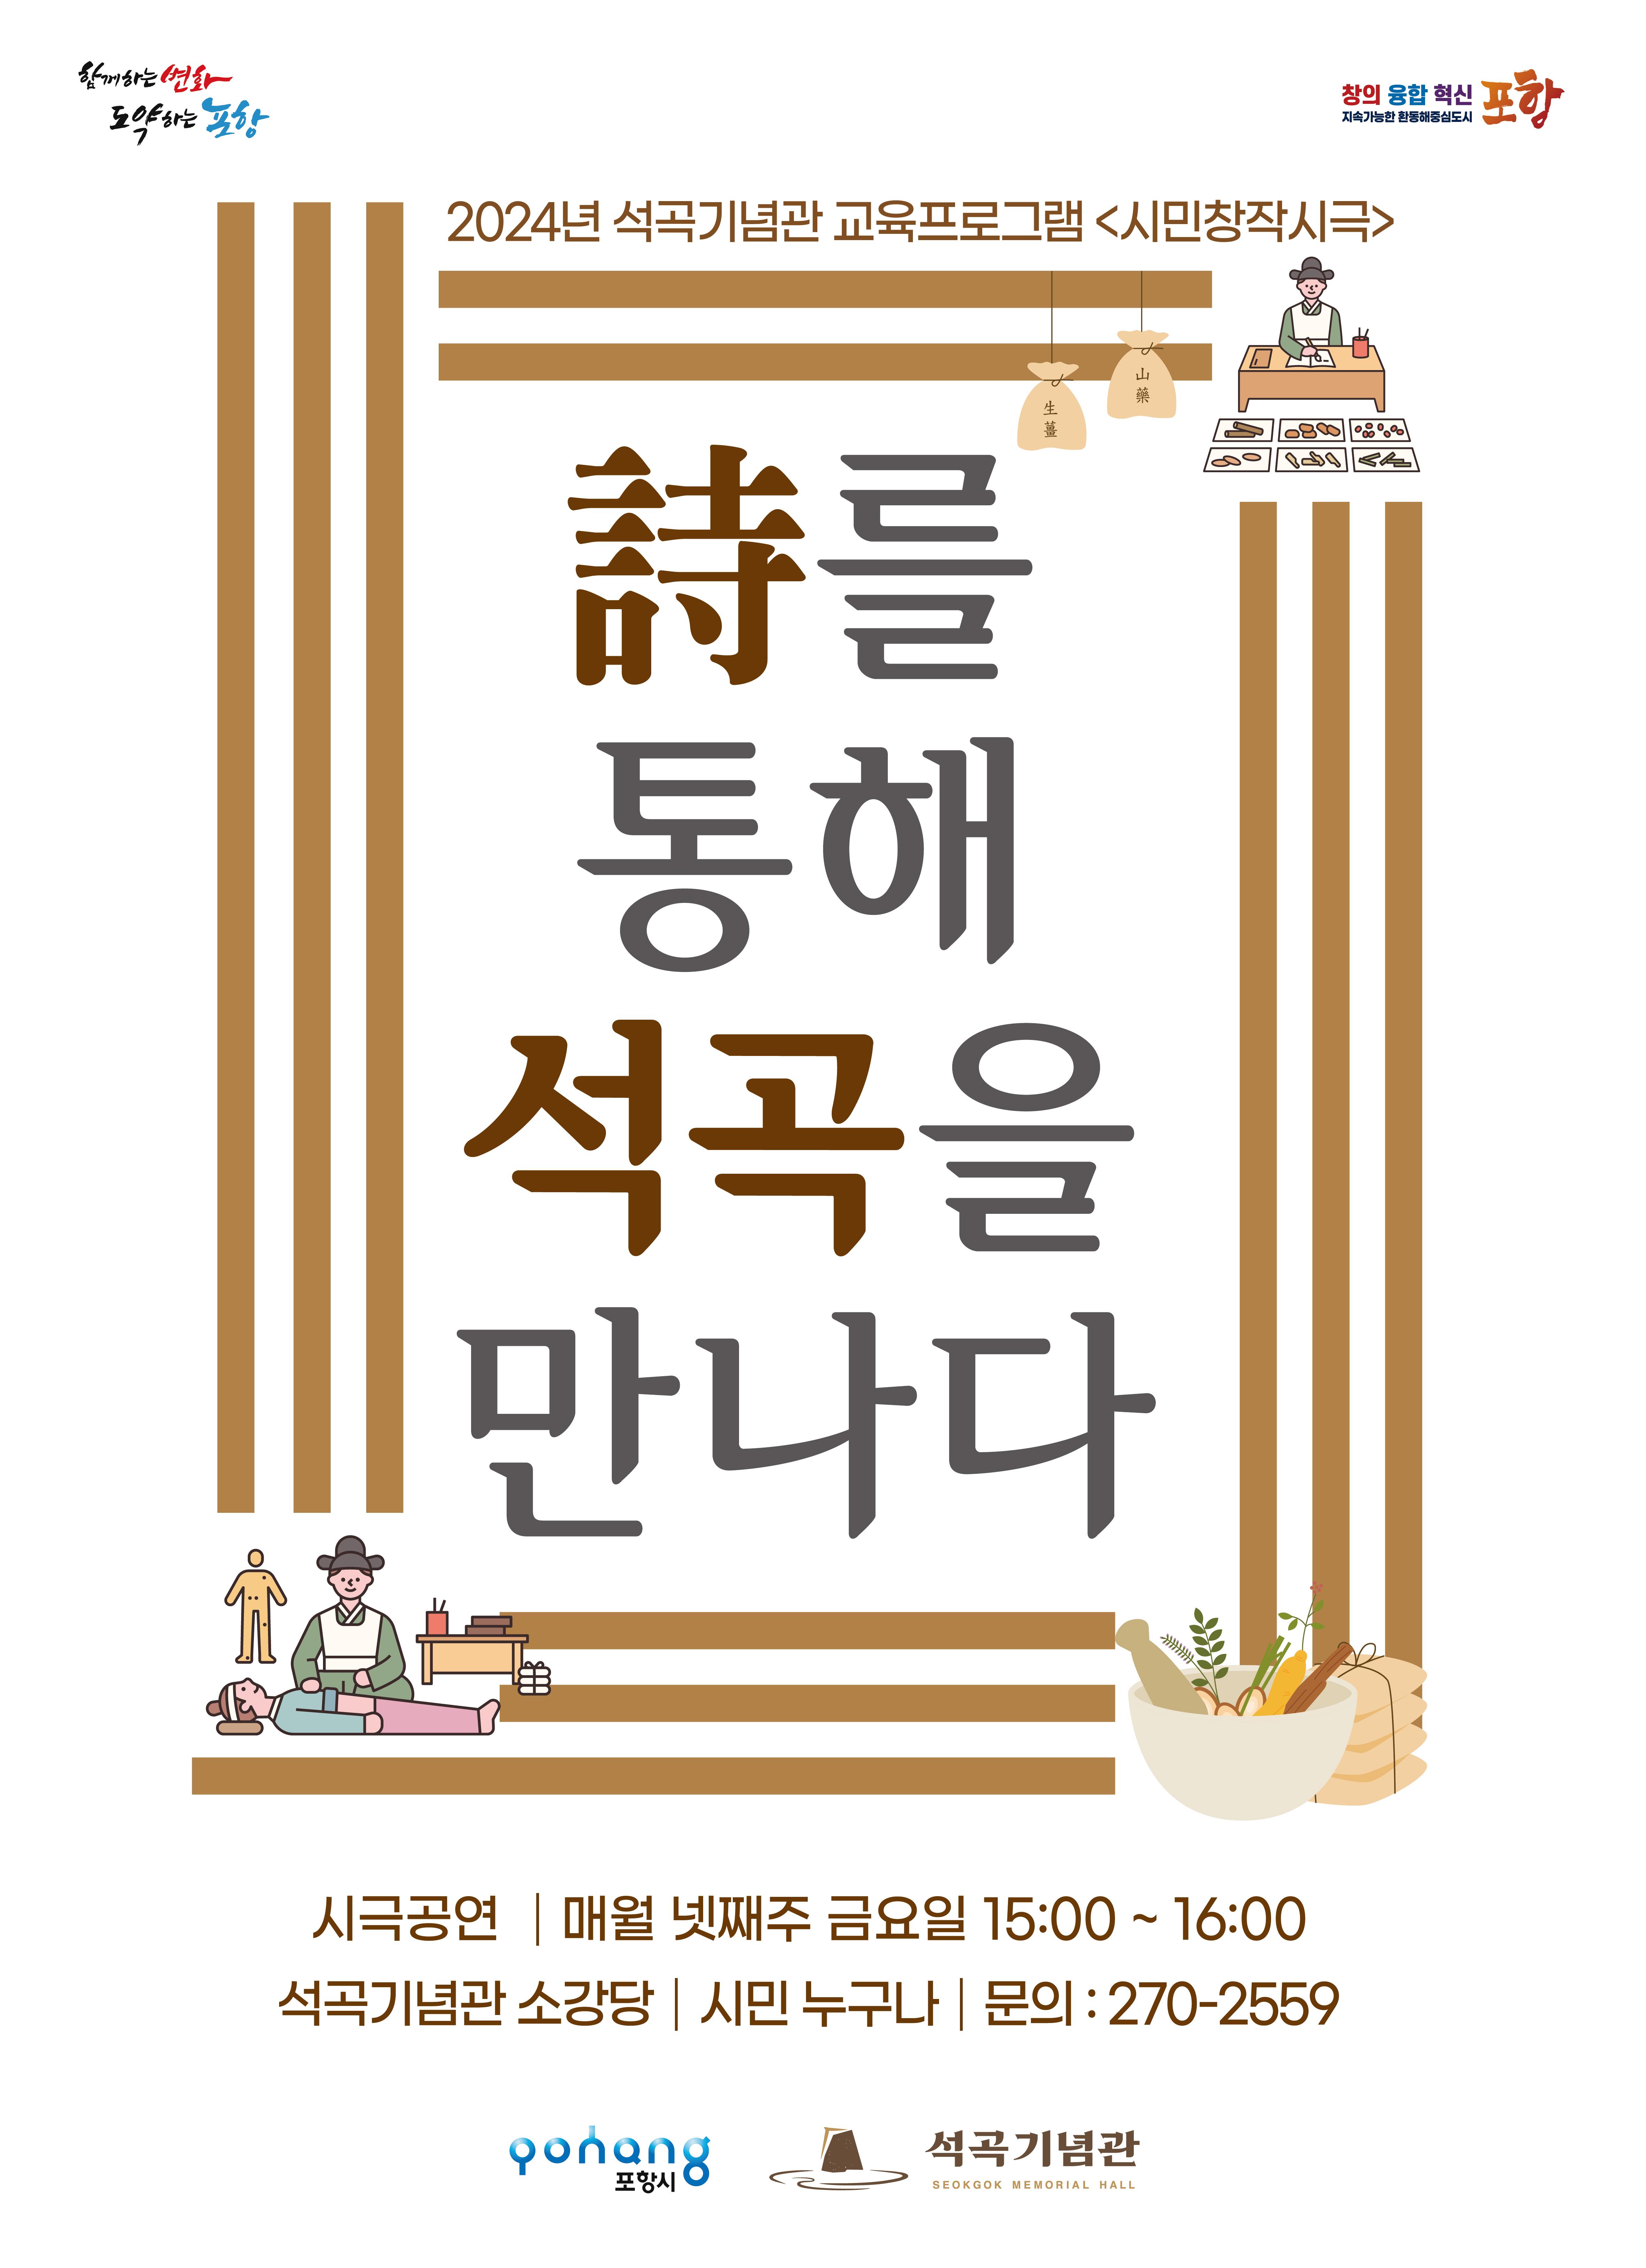 함께하는 변화
도약하는 포항
창의 융합 혁신
지속가능한 환동해중심도시
포항
2024년 석곡기념관 교육프로그램 <시민창작시극>
生薑
山藥
詩를
통해
석곡을
만나다
시극공연 | 매월 넷째주 금요일 15:00 ~ 16:00
석곡기념관 소강당 | 시민 누구나 | 문의 : 270-2559
pohang
포항시
석곡기념관
SEOKGOK MEMORIAL HALL